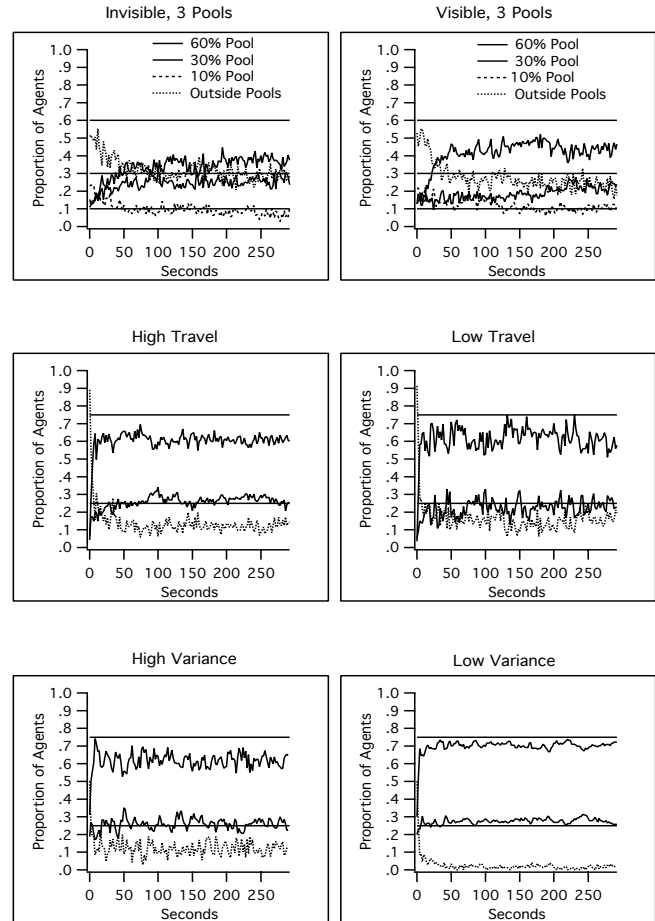 Invisible, 3 Pools
1.0
.9
.8
.7
.6
.5
.4
.3
.2
.1
.0
Proportion of Agents
60% Pool
30% Pool
10% Pool
Outside Pools
0 50 100 150 200 250
Seconds
Visible, 3 Pools
1.0
.9
.8
.7
.6
.5
.4
.3
.2
.1
.0
Proportion of Agents
60% Pool
30% Pool
10% Pool
Outside Pools
0 50 100 150 200 250
Seconds
High Travel
1.0
.9
.8
.7
.6
.5
.4
.3
.2
.1
.0
Proportion of Agents
0 50 100 150 200 250
Seconds
Low Travel
1.0
.9
.8
.7
.6
.5
.4
.3
.2
.1
.0
Proportion of Agents
0 50 100 150 200 250
Seconds
High Variance
1.0
.9
.8
.7
.6
.5
.4
.3
.2
.1
.0
Proportion of Agents
0 50 100 150 200 250
Seconds
Low Variance
1.0
.9
.8
.7
.6
.5
.4
.3
.2
.1
.0
Proportion of Agents
0 50 100 150 200 250
Seconds